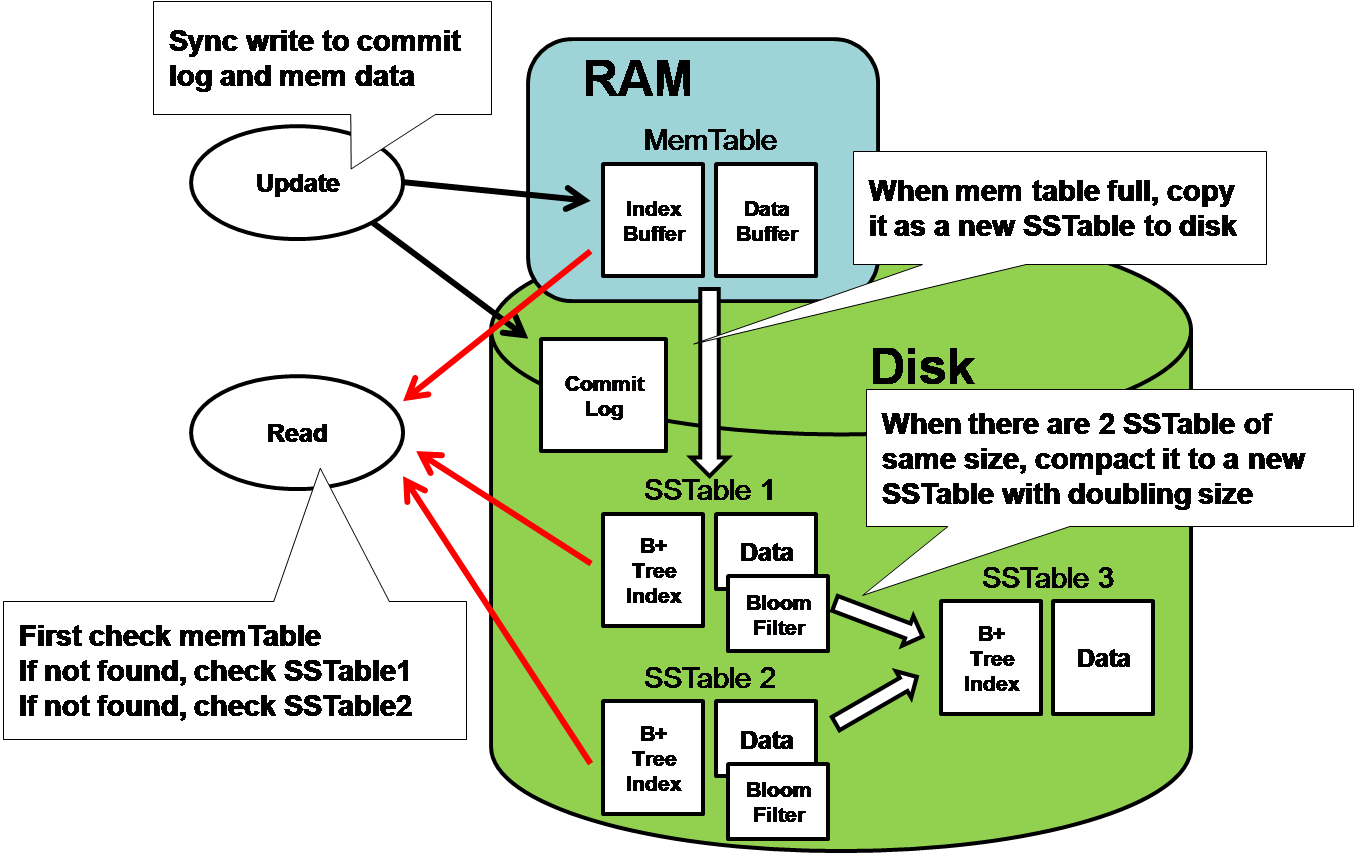 Sync write to commit
log and mem data
RAM
MemTable
Update
Index
Buffer
Data
Buffer
When mem table full, copy
it as a new SSTable to disk
Commit
Log
Disk
Read
When there are 2 SSTable of
same size, compact it to a new
SSTable with doubling size
SSTable 1
B+
Tree
Index
Data
Bloom
Filter
SSTable 3
B+
Tree
Index
Data
First check memTable
If not found, check SSTable1
If not found, check SSTable2
SSTable 2
B+
Tree
Index
Data
Bloom
Filter